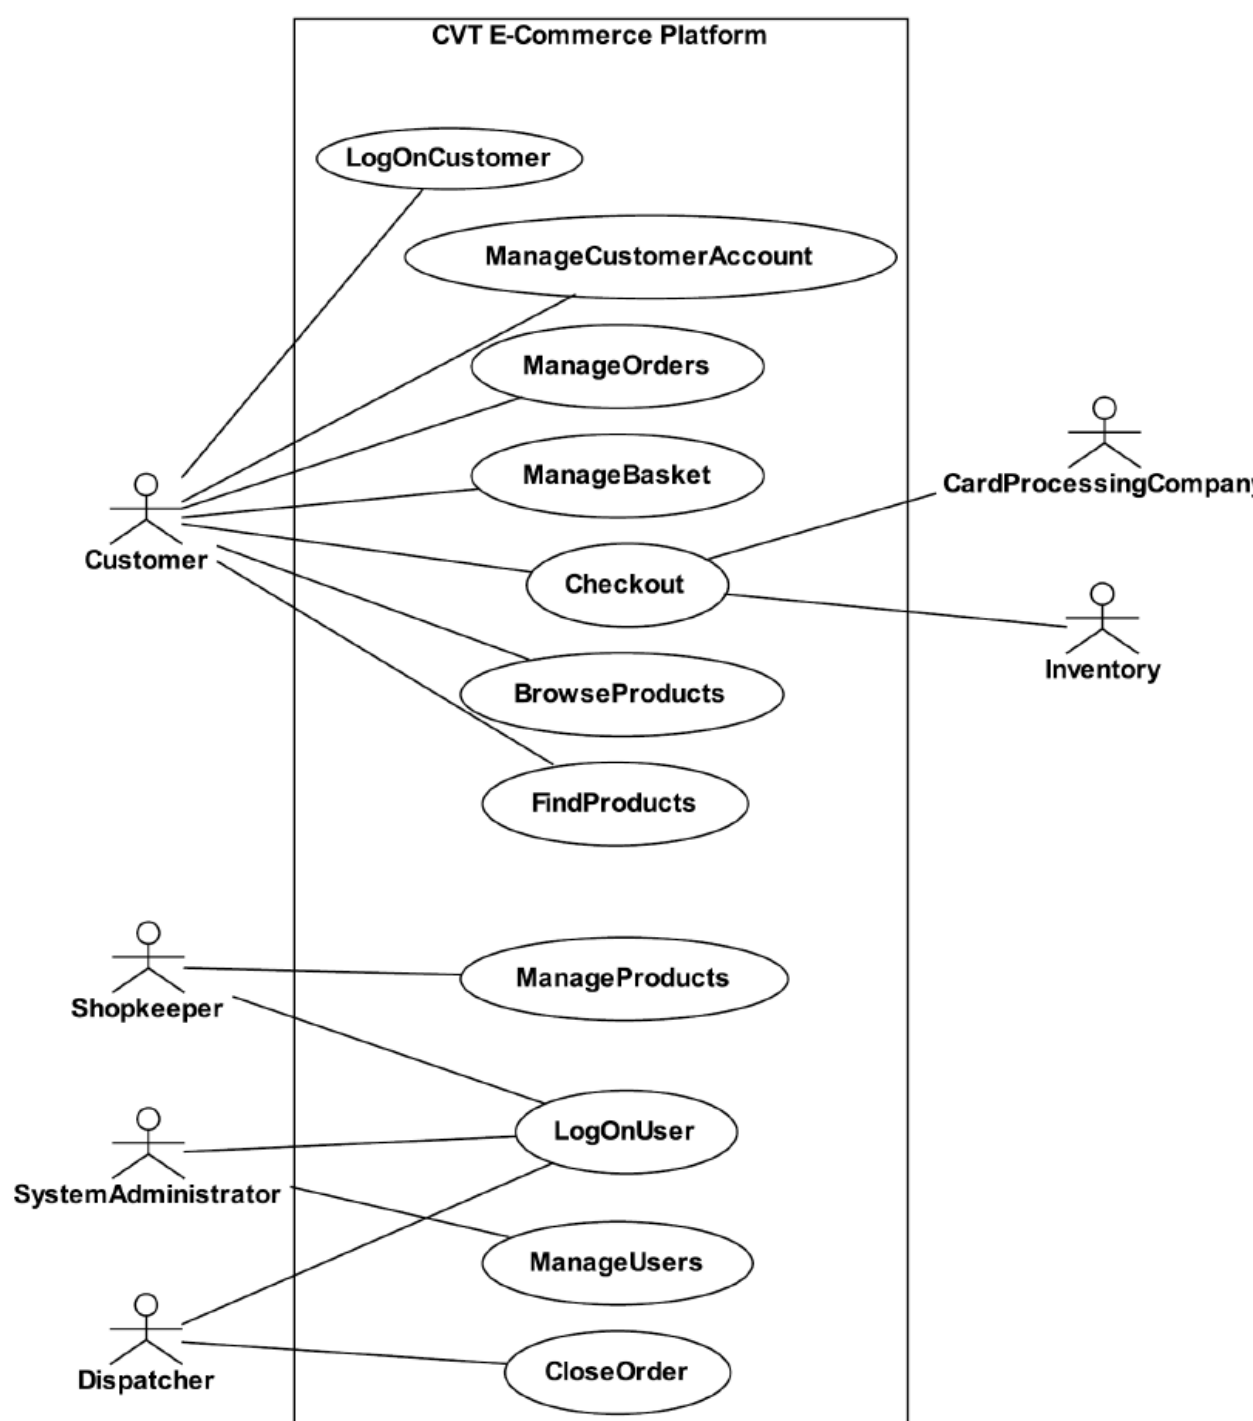 CVT E-Commerce Platform
LogOnCustomer
ManageCustomerAccount
ManageOrders
ManageBasket
CardProcessingCompany
Customer
Checkout
Inventory
BrowseProducts
FindProducts
ManageProducts
Shopkeeper
LogOnUser
SystemAdministrator
ManageUsers
CloseOrder
Dispatcher